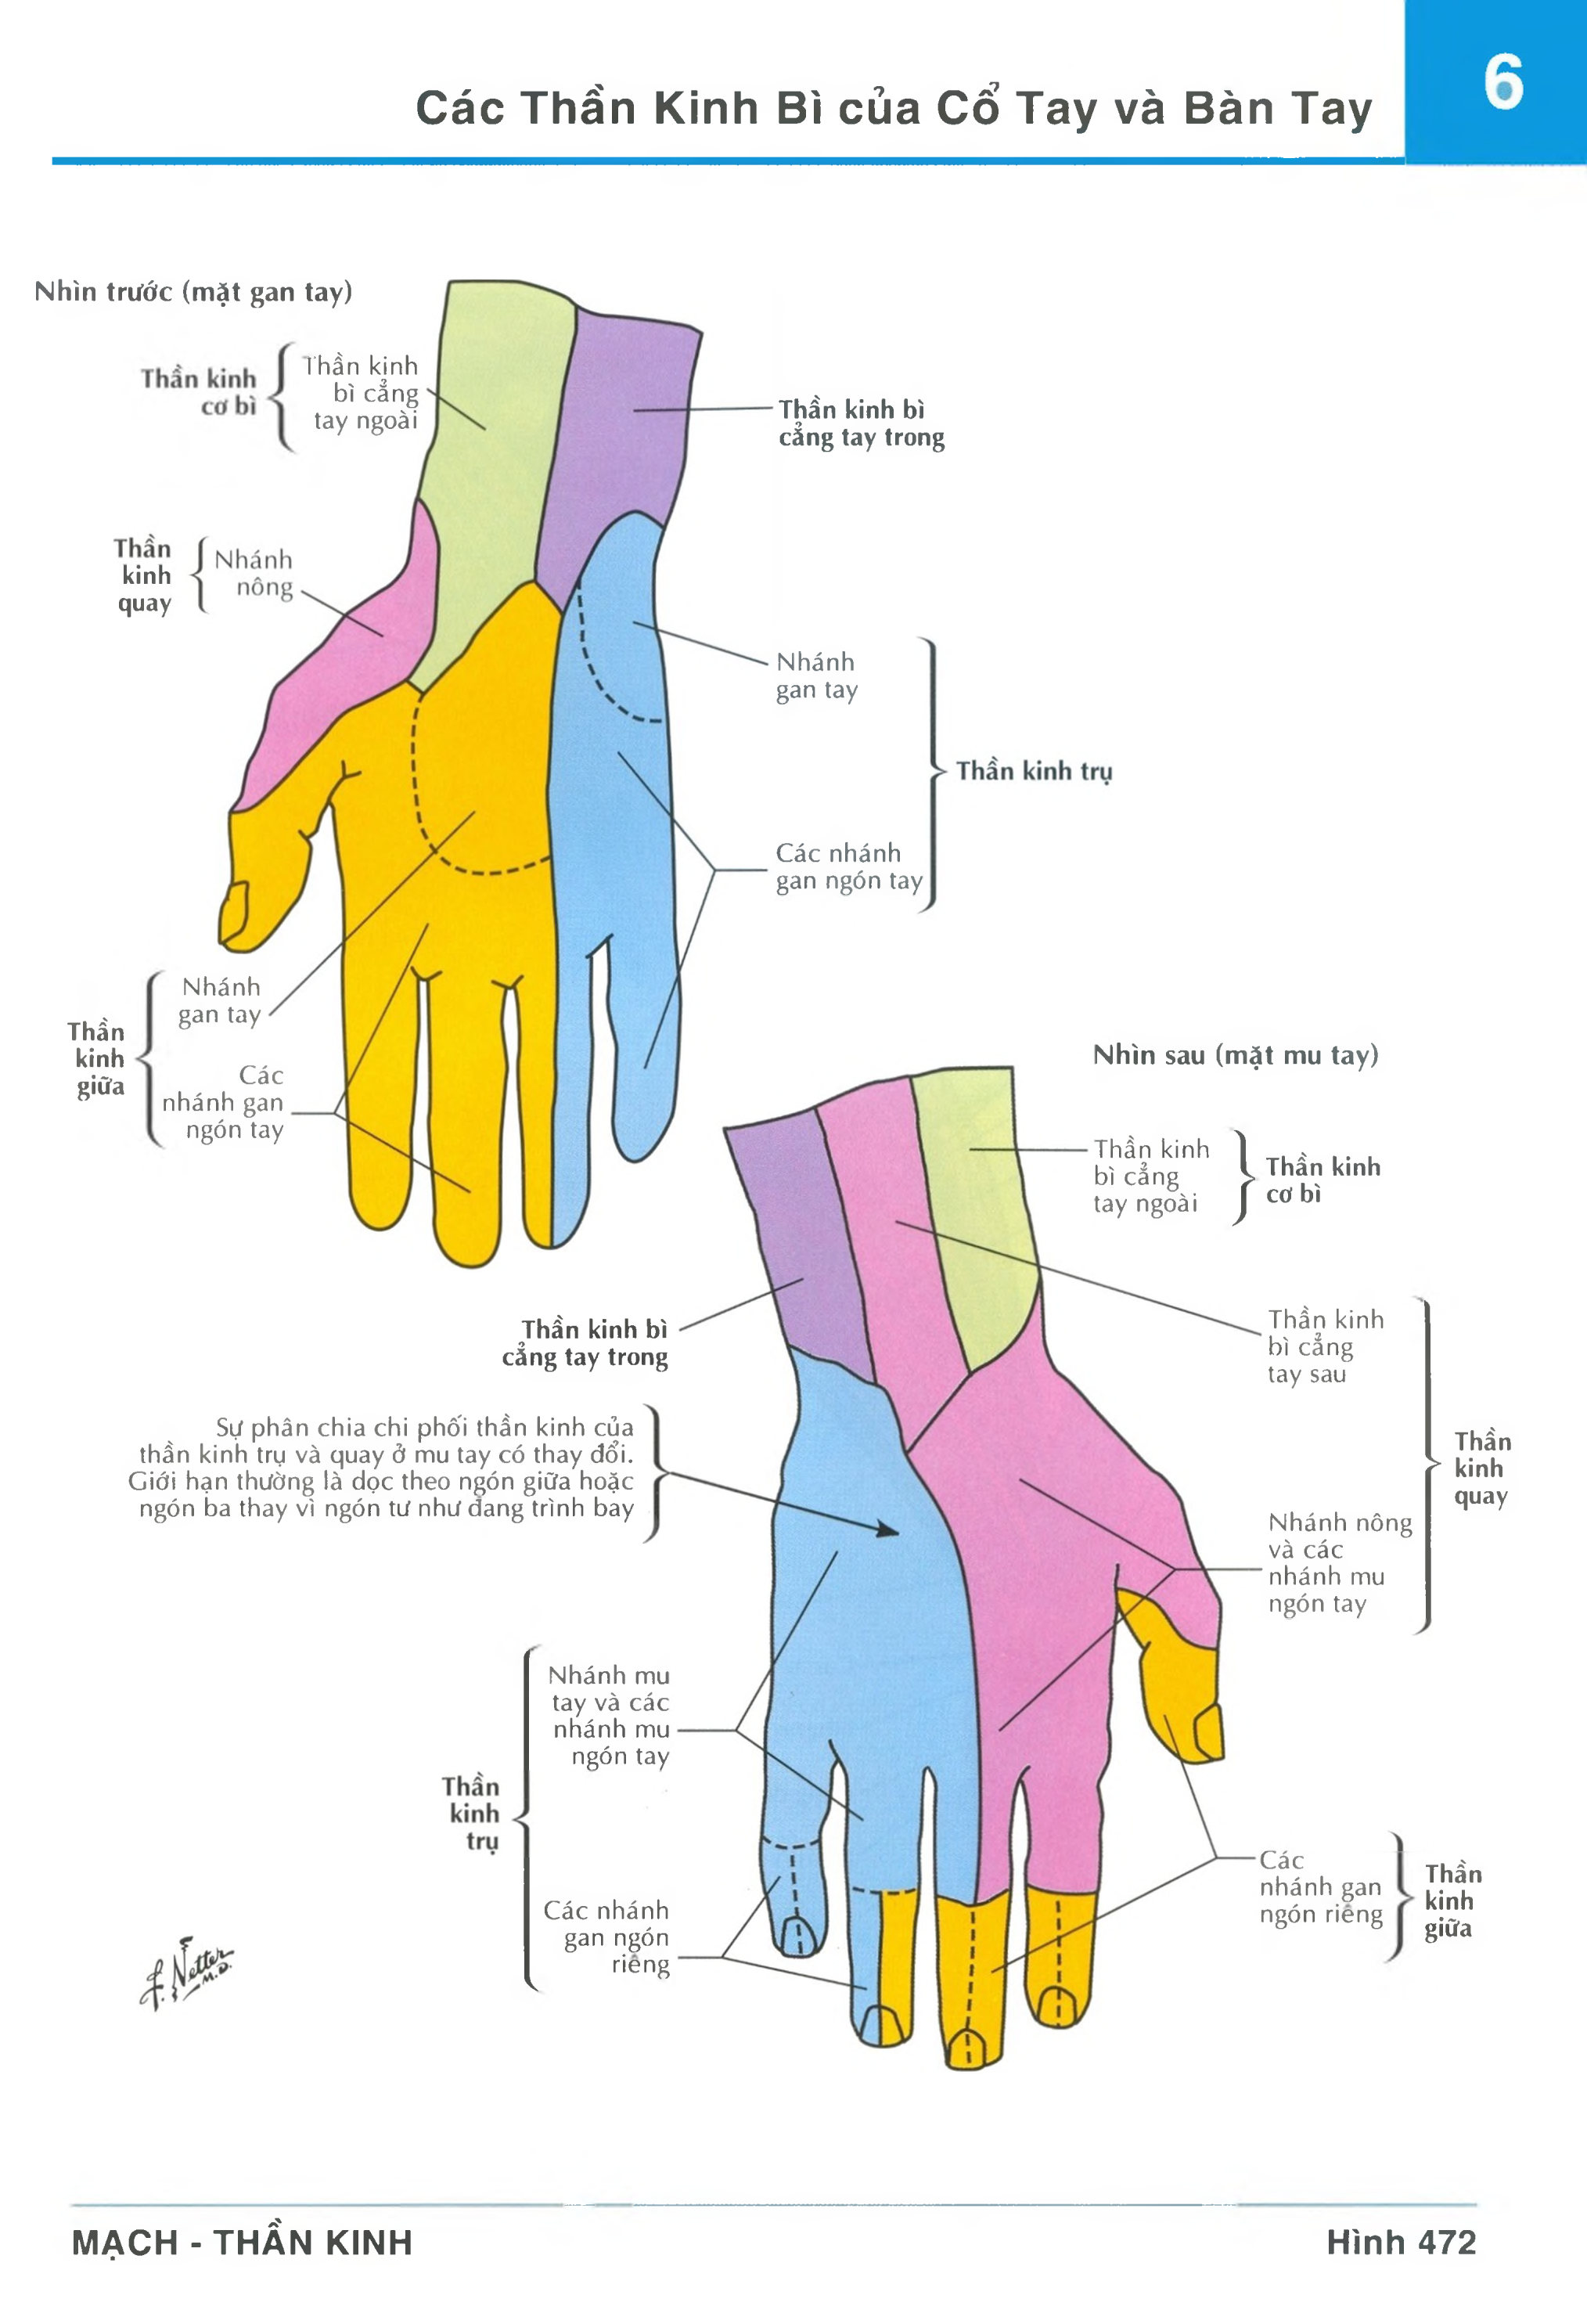 Các Thần Kinh Bì của Cổ Tay và Bàn Tay
6
Nhìn trước (mặt gan tay)
Thần kinh
cơ bì
Thần kinh
bì cẳng
tay ngoài
Thần kinh bì
cẳng tay trong
Thần
kinh
quay
Nhánh
nông
Nhánh
gan tay
Các nhánh
gan ngón tay
Thần kinh trụ
Thần
kinh
giữa
Nhánh
gan tay
Các
nhánh gan
ngón tay
Nhìn sau (mặt mu tay)
Thần kinh
bì cẳng
tay ngoài
Thần kinh
cơ bì
Thần kinh bì
cẳng tay trong
Thần kinh
bì cẳng
tay sau
Sự phân chia chi phối thần kinh của
thần kinh trụ và quay ở mu tay có thay đổi.
Giới hạn thường là dọc theo ngón giữa hoặc
ngón ba thay vì ngón tư như đang trình bay
Nhánh nông
và các
nhánh mu
ngón tay
Thần
kinh
quay
Thần
kinh
trụ
Nhánh mu
tay và các
nhánh mu
ngón tay
Các nhánh
gan ngón
riêng
Các
nhánh gan
ngón riêng
Thần
kinh
giữa
F. Netter
M.D.
MẠCH - THẦN KINH
Hình 472